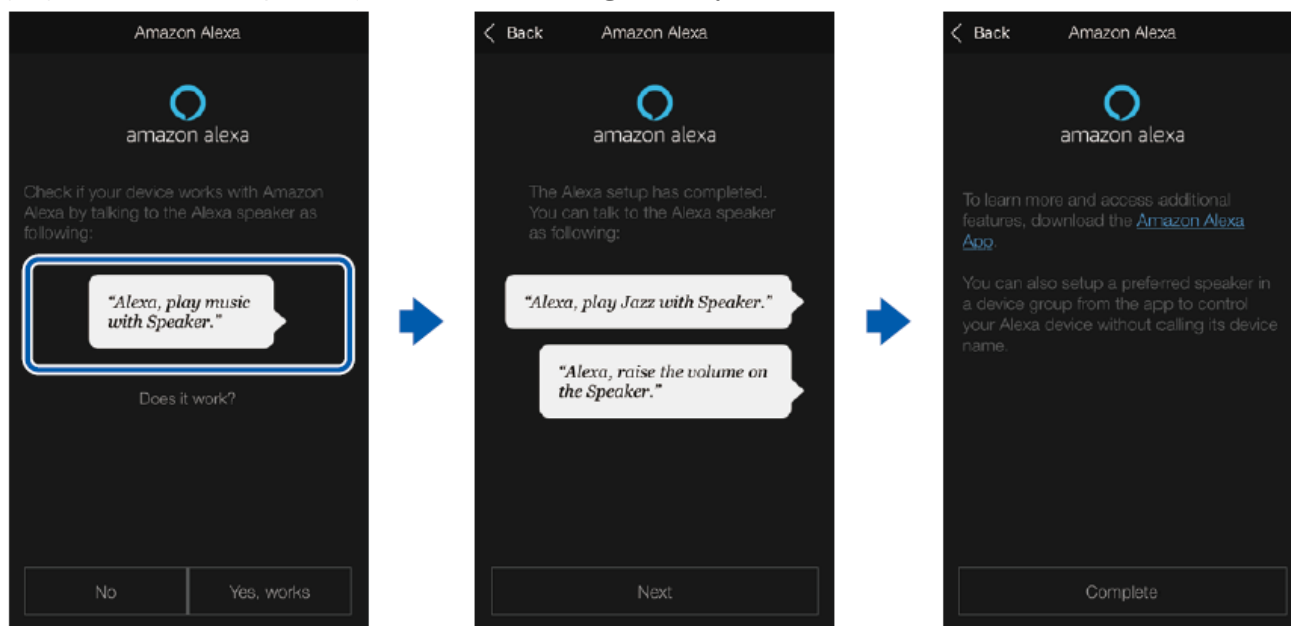 Amazon Alexa
amazon alexa
Check if your device works with Amazon
Alexa by talking to the Alexa speaker as
following:
“Alexa, play music
with Speaker.”
Does it work?
No
Yes, works
Back
Amazon Alexa
amazon alexa
The Alexa setup has completed.
You can talk to the Alexa speaker
as following:
“Alexa, play Jazz with Speaker.”
“Alexa, raise the volume on
the Speaker.”
Next
Back
Amazon Alexa
amazon alexa
To learn more and access additional
features, download the Amazon Alexa
App.
You can also setup a preferred speaker in
a device group from the app to control
your Alexa device without calling its device
name.
Complete